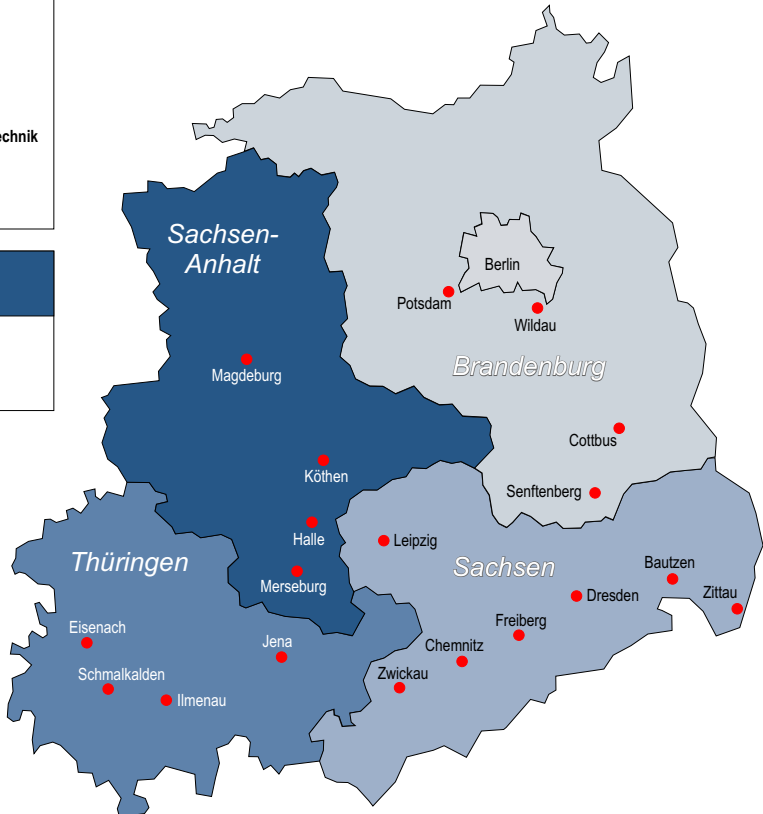 echnik
Sachsen-
Anhalt
Berlin
Potsdam
Wildau
Brandenburg
Magdeburg
Cottbus
Köthen
Senftenberg
Halle
Leipzig
Thüringen
Sachsen
Bautzen
Merseburg
Dresden
Zittau
Freiberg
Eisenach
Jena
Chemnitz
Schmalkalden
Zwickau
Ilmenau